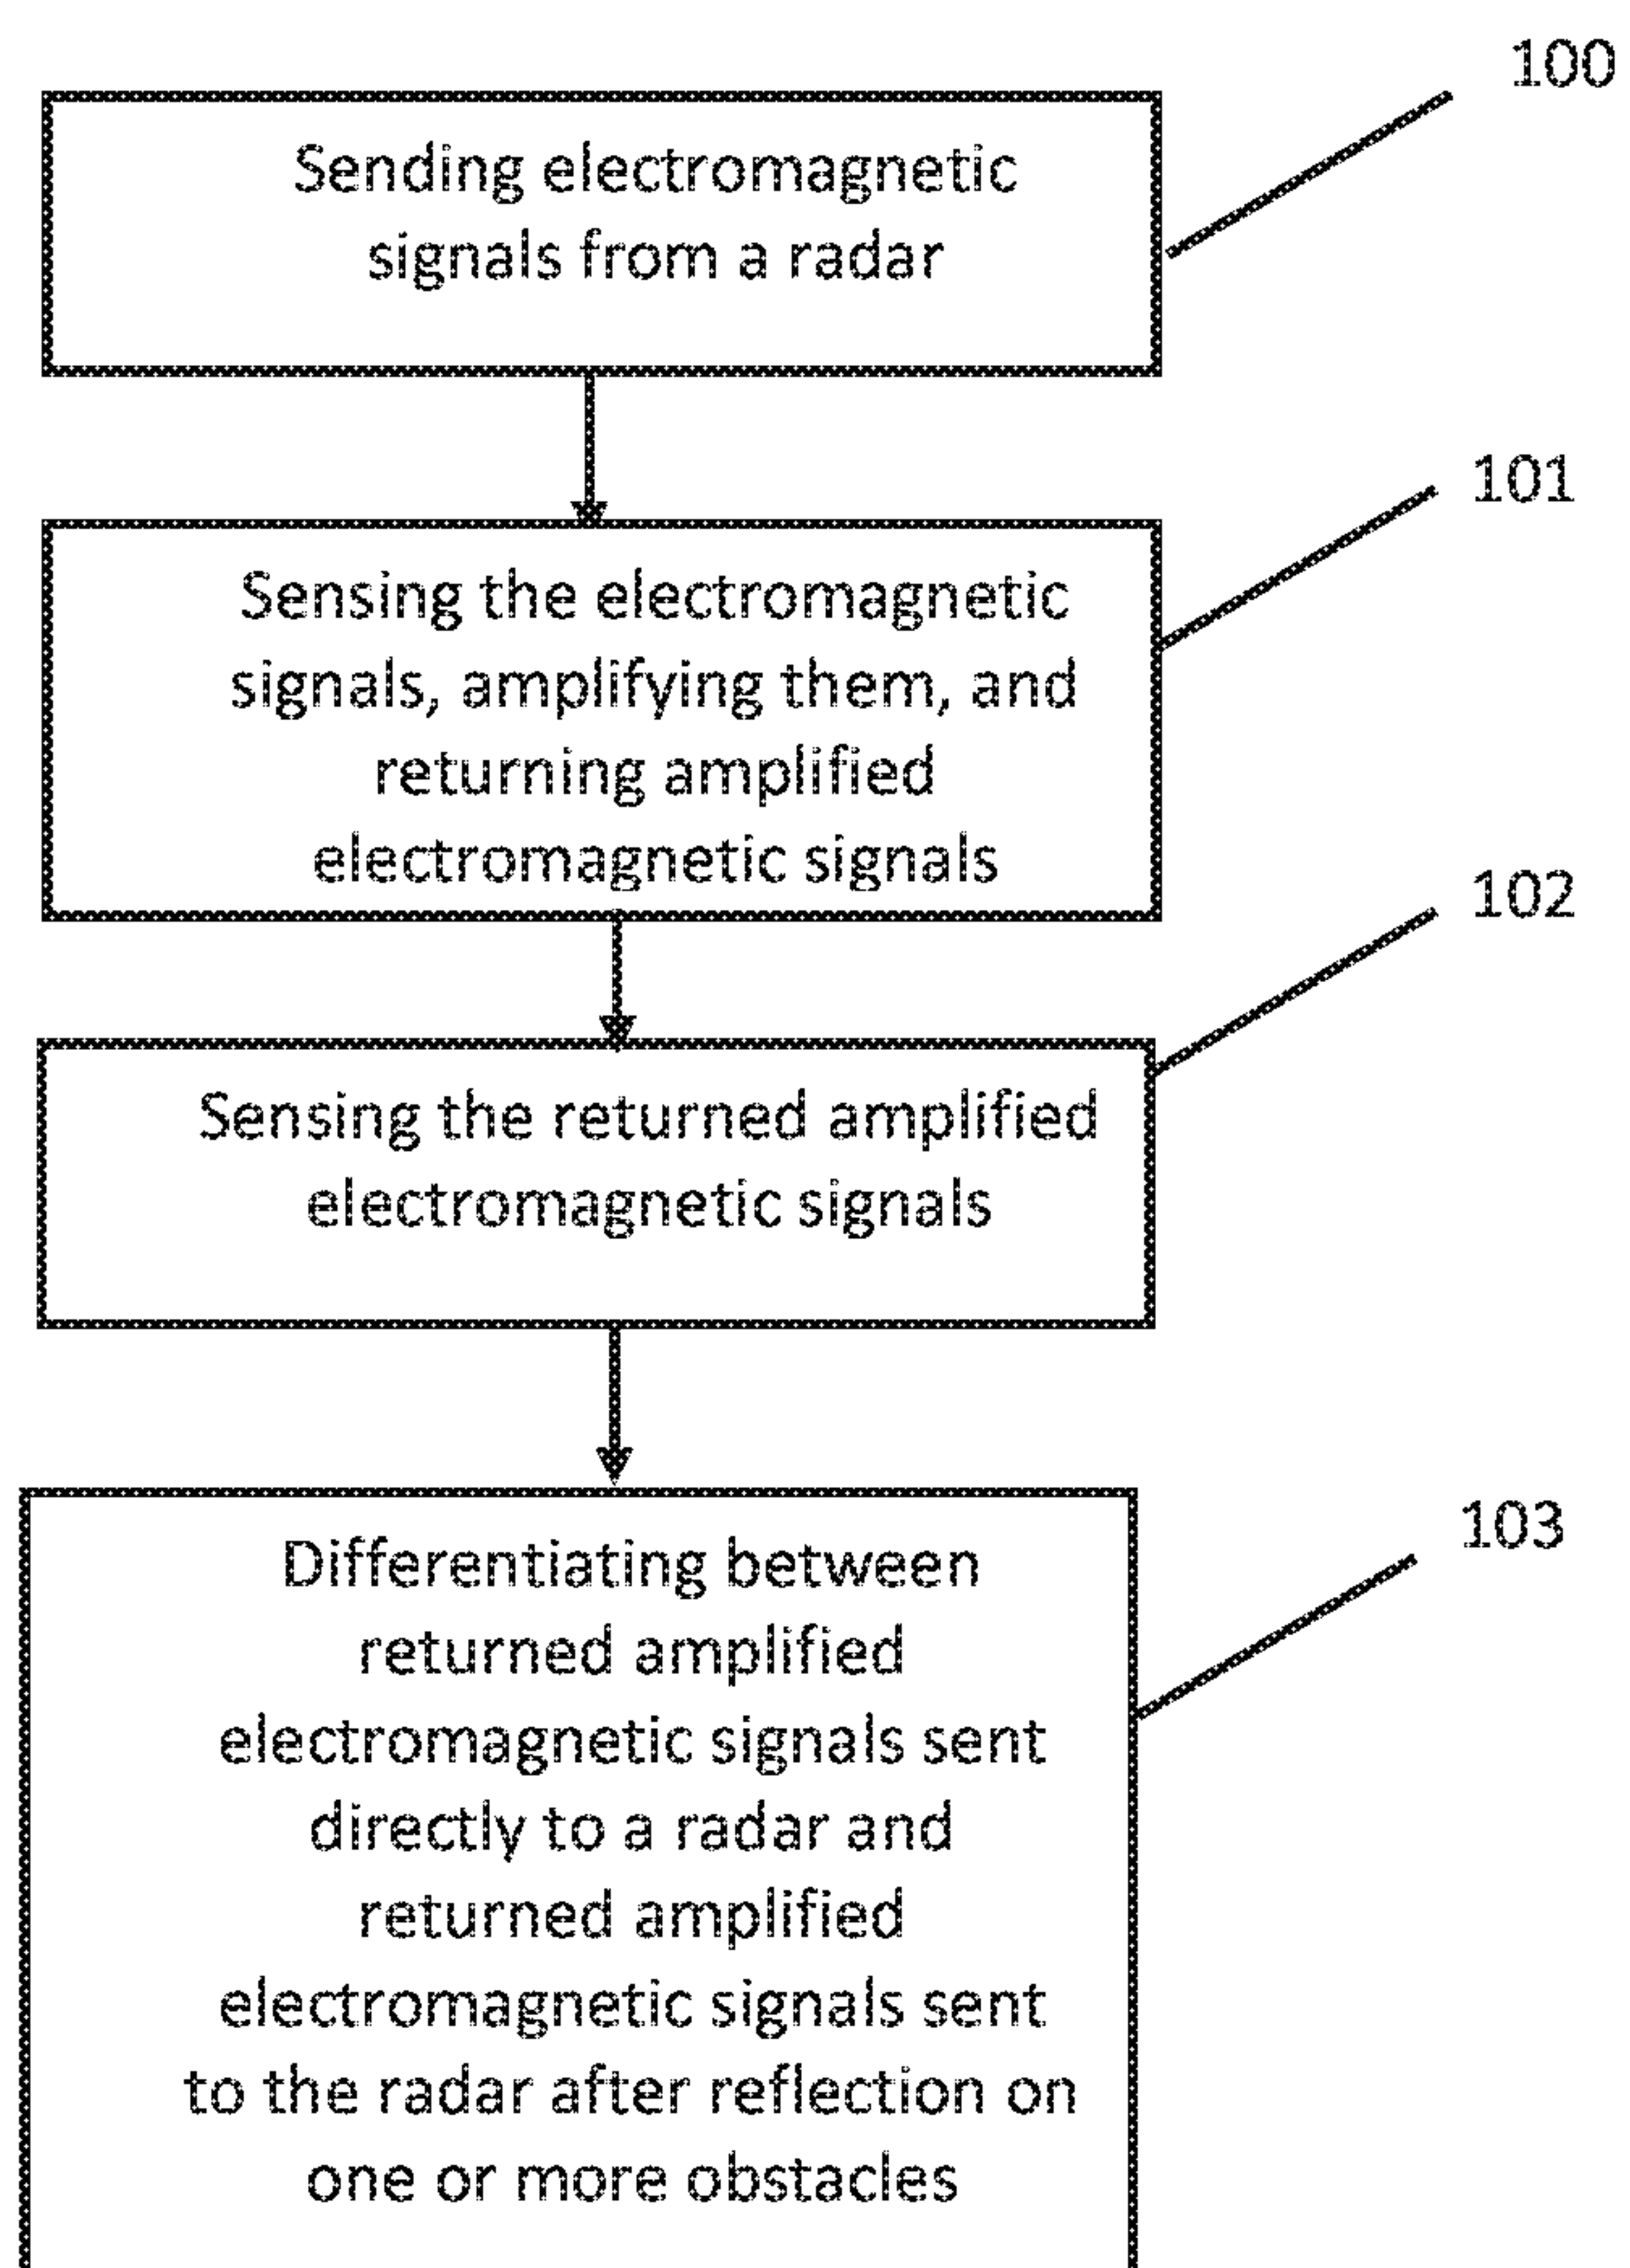 100
Sending electromagnetic
signals from a radar
101
Sensing the electromagnetic
signals, amplifying them, and
returning amplified
electromagnetic signals
102
Sensing the returned amplified
electromagnetic signals
103
Differentiating between
returned amplified
electromagnetic signals sent
directly to a radar and
returned amplified
electromagnetic signals sent
to the radar after reflection on
one or more obstacles